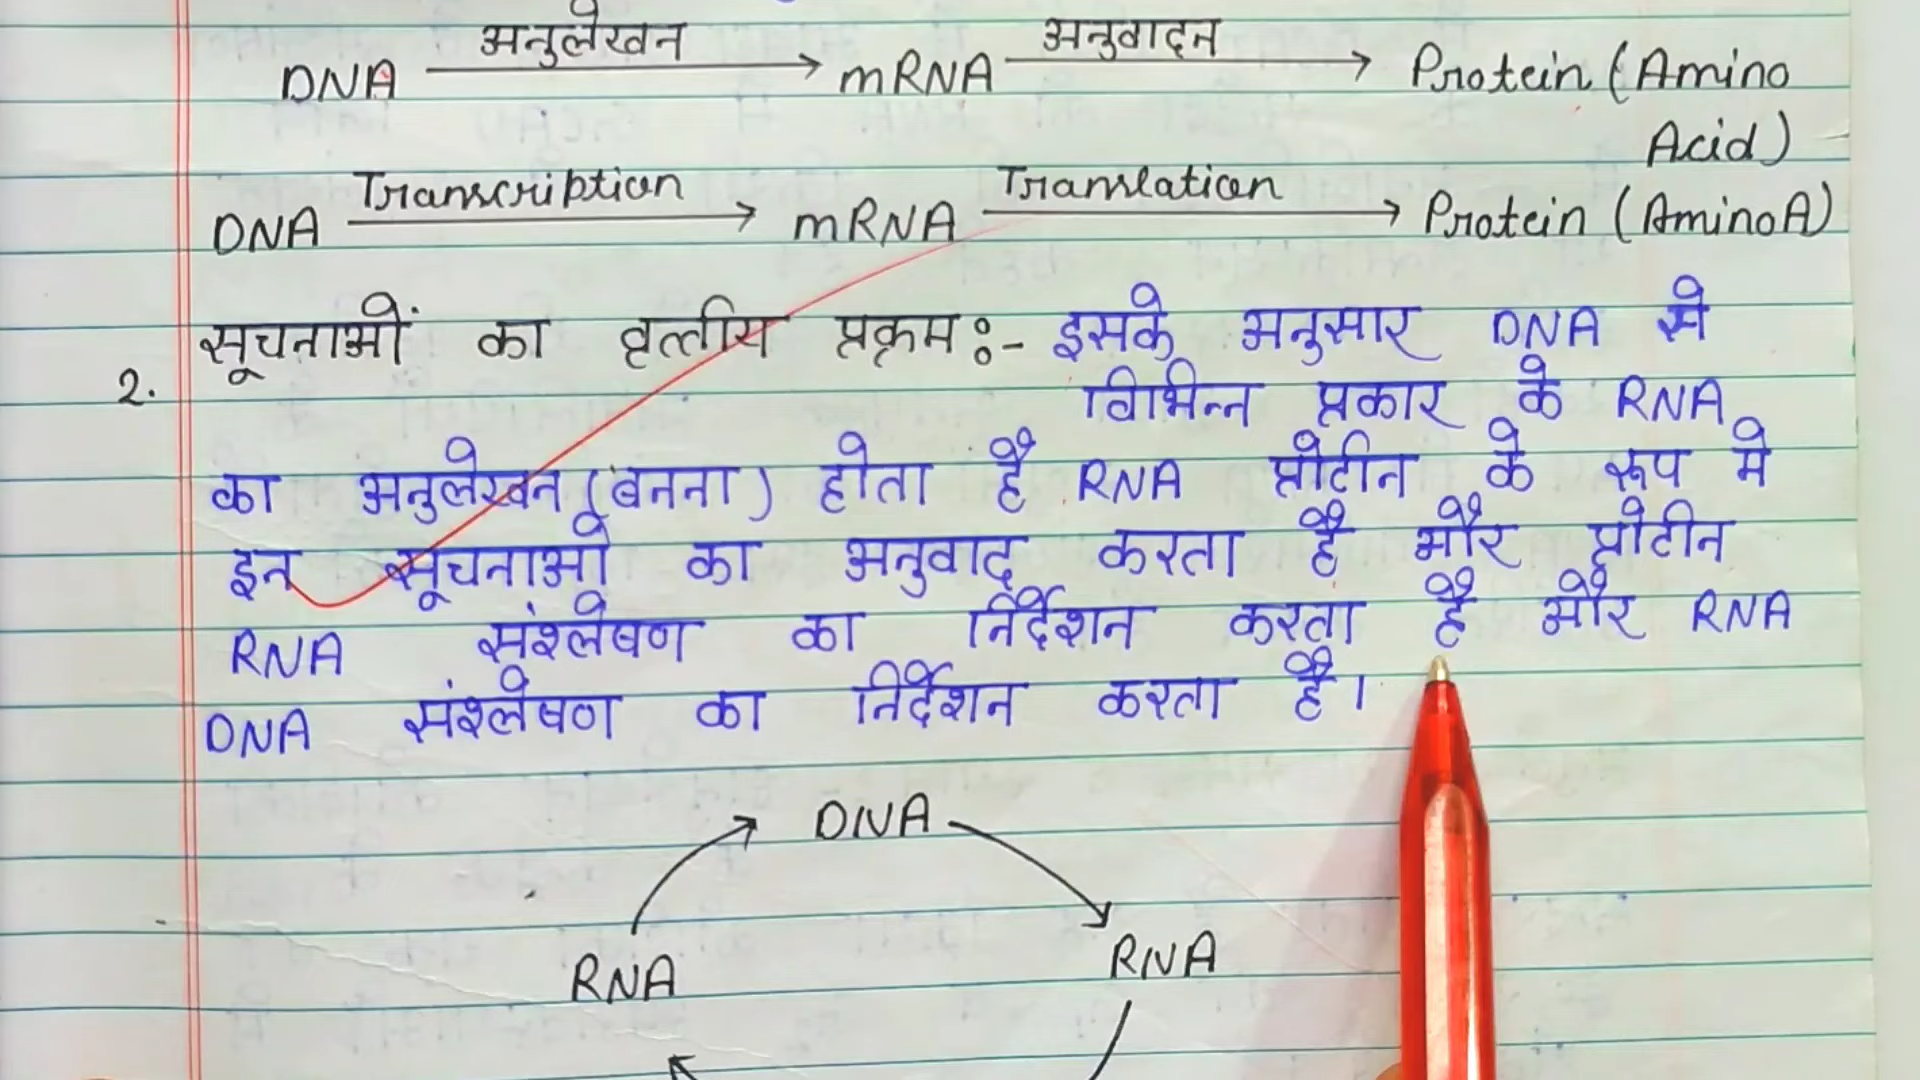 अनुलेखन अनुवादन
DNA → mRNA → Protein (Amino
Acid)
Transcription Translation
DNA → mRNA → Protein (AminoA)
सूचनाओं का वृत्तीय प्रक्रम :- इसके अनुसार DNA से
2. विभिन्न प्रकार के RNA
का अनुलेखन (बनना) होता है RNA प्रोटीन के रूप मे
इन सूचनाओ का अनुवाद करता है और प्रोटीन
RNA संश्लेषण का निर्देशन करता है और RNA
DNA संश्लेषण का निर्देशन करता है।
DNA
RNA RNA